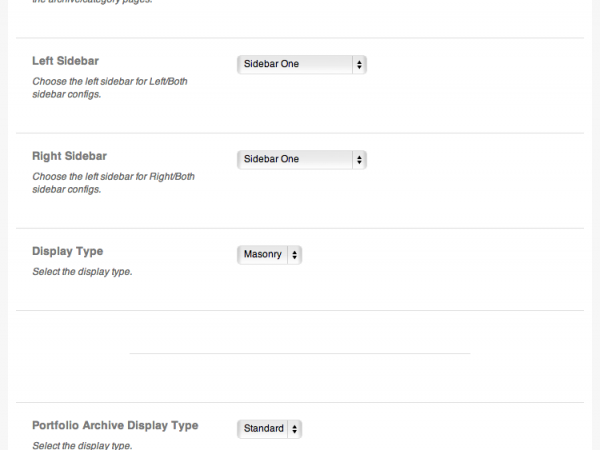 the archive/category pages.
Left Sidebar
Sidebar One
Choose the left sidebar for Left/Both
sidebar configs.
Right Sidebar
Sidebar One
Choose the left sidebar for Right/Both
sidebar configs.
Display Type
Masonry
Select the display type.
Portfolio Archive Display Type
Standard
Select the display type.